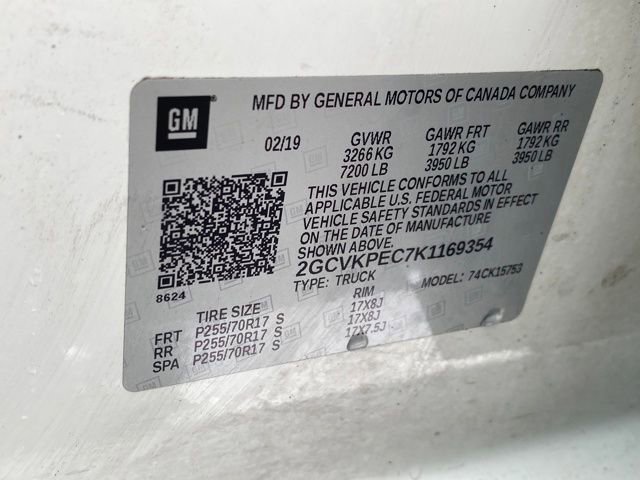 GM
MFD BY GENERAL MOTORS OF CANADA COMPANY
02/19 GVWR GAWR FRT GAWR RR
3266 KG 1792 KG 1792 KG
7200 LB 3950 LB 3950 LB
THIS VEHICLE CONFORMS TO ALL
APPLICABLE U.S. FEDERAL MOTOR
VEHICLE SAFETY STANDARDS IN EFFECT
ON THE DATE OF MANUFACTURE
SHOWN ABOVE.
2GCVKPEC7K1169354
TYPE: TRUCK MODEL: 74CK15753
8624
TIRE SIZE RIM
FRT P255/70R17 S 17X8J
RR P255/70R17 S 17X8J
SPA P255/70R17 S 17X7.5J